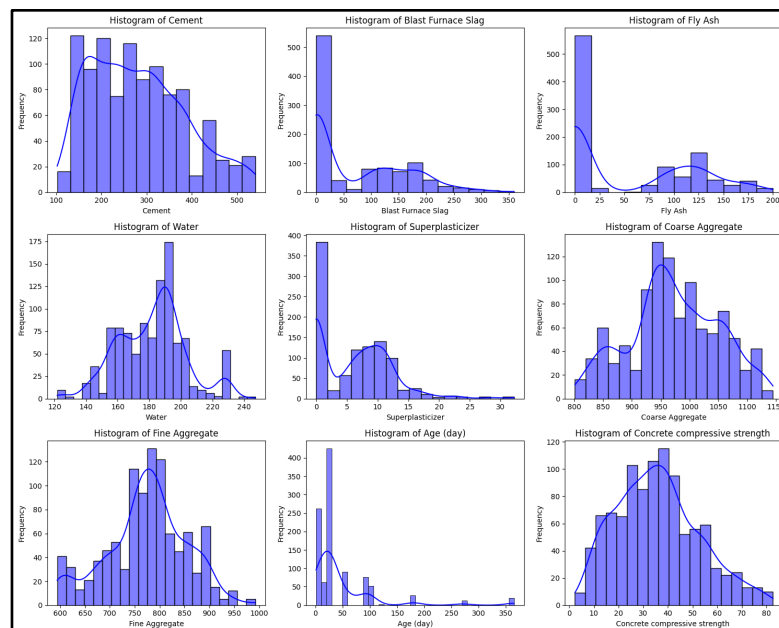 Histogram of Cement
Frequency
0 20 40 60 80 100 120
100 200 300 400 500
Cement
Histogram of Blast Furnace Slag
Frequency
0 100 200 300 400 500
0 50 100 150 200 250 300 350
Blast Furnace Slag
Histogram of Fly Ash
Frequency
0 100 200 300 400 500
0 25 50 75 100 125 150 175 200
Fly Ash
Histogram of Water
Frequency
0 25 50 75 100 125 150 175
120 140 160 180 200 220 240
Water
Histogram of Superplasticizer
Frequency
0 50 100 150 200 250 300 350 400
0 5 10 15 20 25 30
Superplasticizer
Histogram of Coarse Aggregate
Frequency
0 20 40 60 80 100 120
800 850 900 950 1000 1050 1100 115
Coarse Aggregate
Histogram of Fine Aggregate
Frequency
0 20 40 60 80 100 120
600 650 700 750 800 850 900 950 1000
Fine Aggregate
Histogram of Age (day)
Frequency
0 50 100 150 200 250 300 350 400
0 50 100 150 200 250 300 350
Age (day)
Histogram of Concrete compressive strength
Frequency
0 20 40 60 80 100
0 10 20 30 40 50 60 70 80
Concrete compressive strength